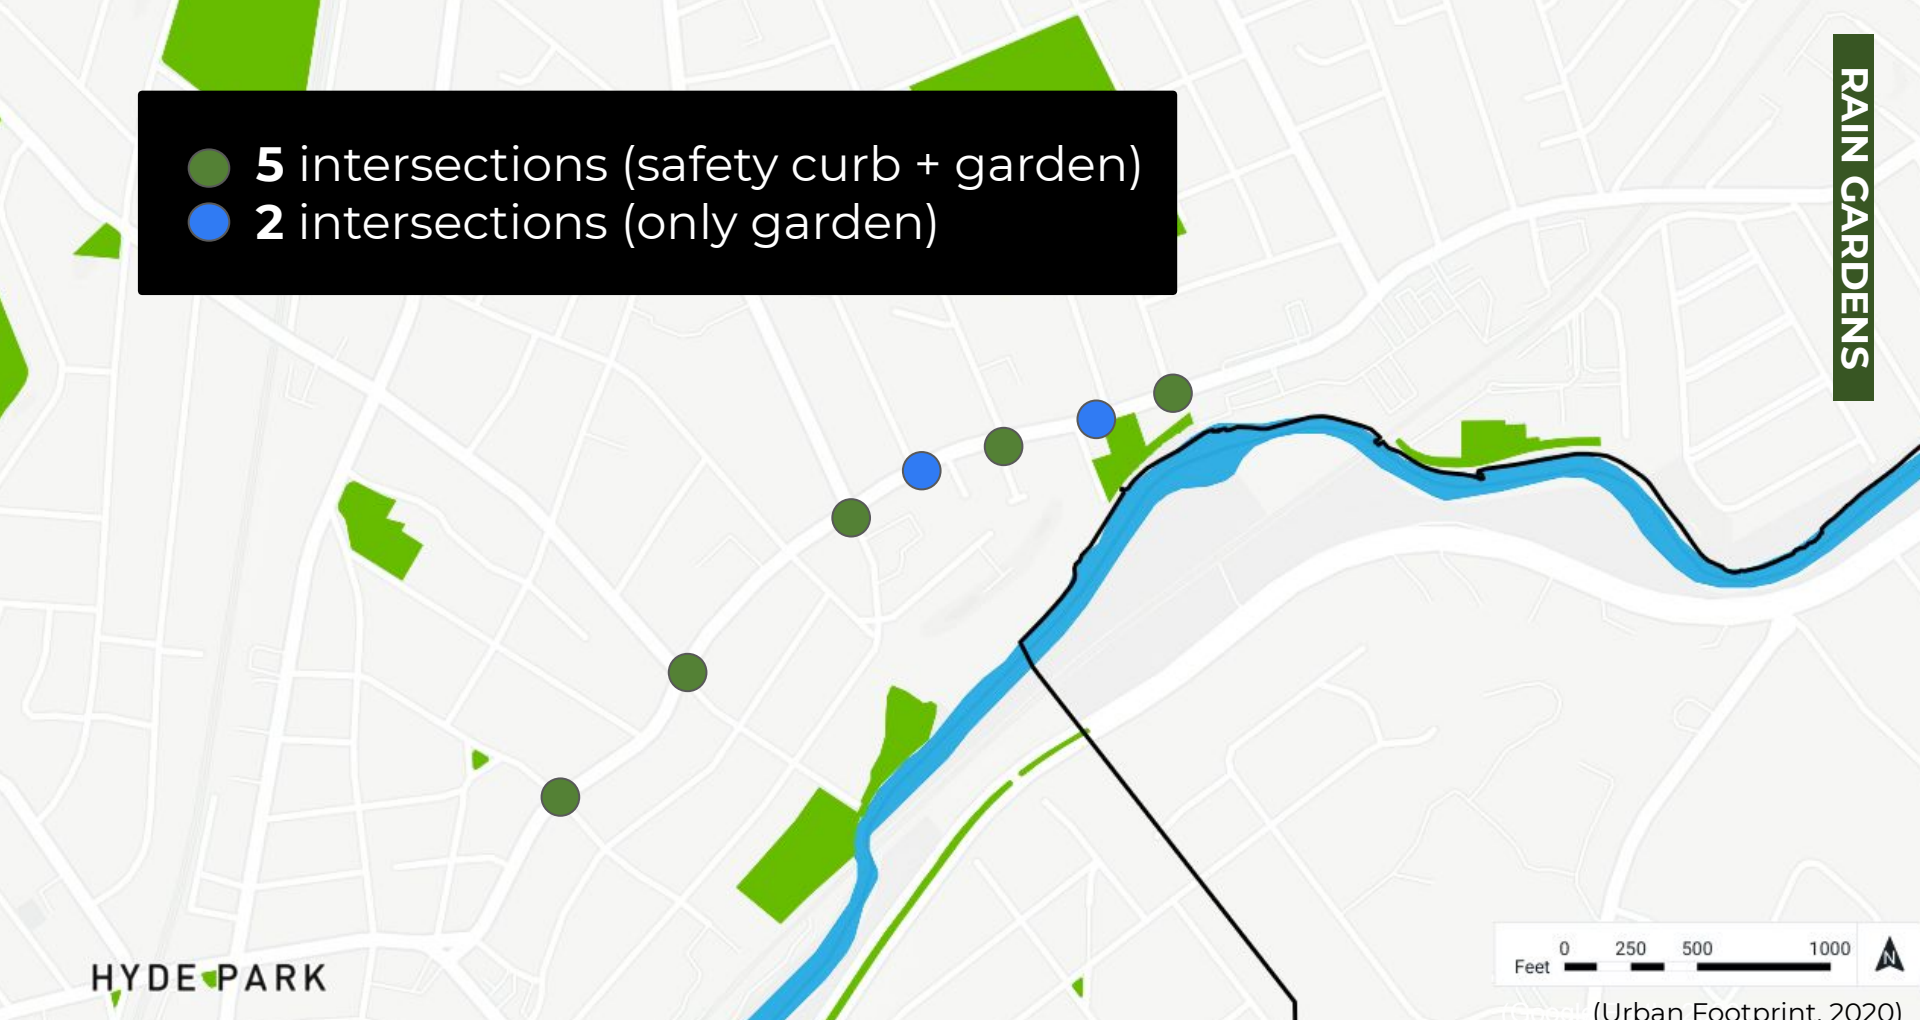 5 intersections (safety curb + garden)
2 intersections (only garden)
RAIN GARDENS
HYDE PARK
0 250 500 1000
Feet
N
(Urban Footprint, 2020)